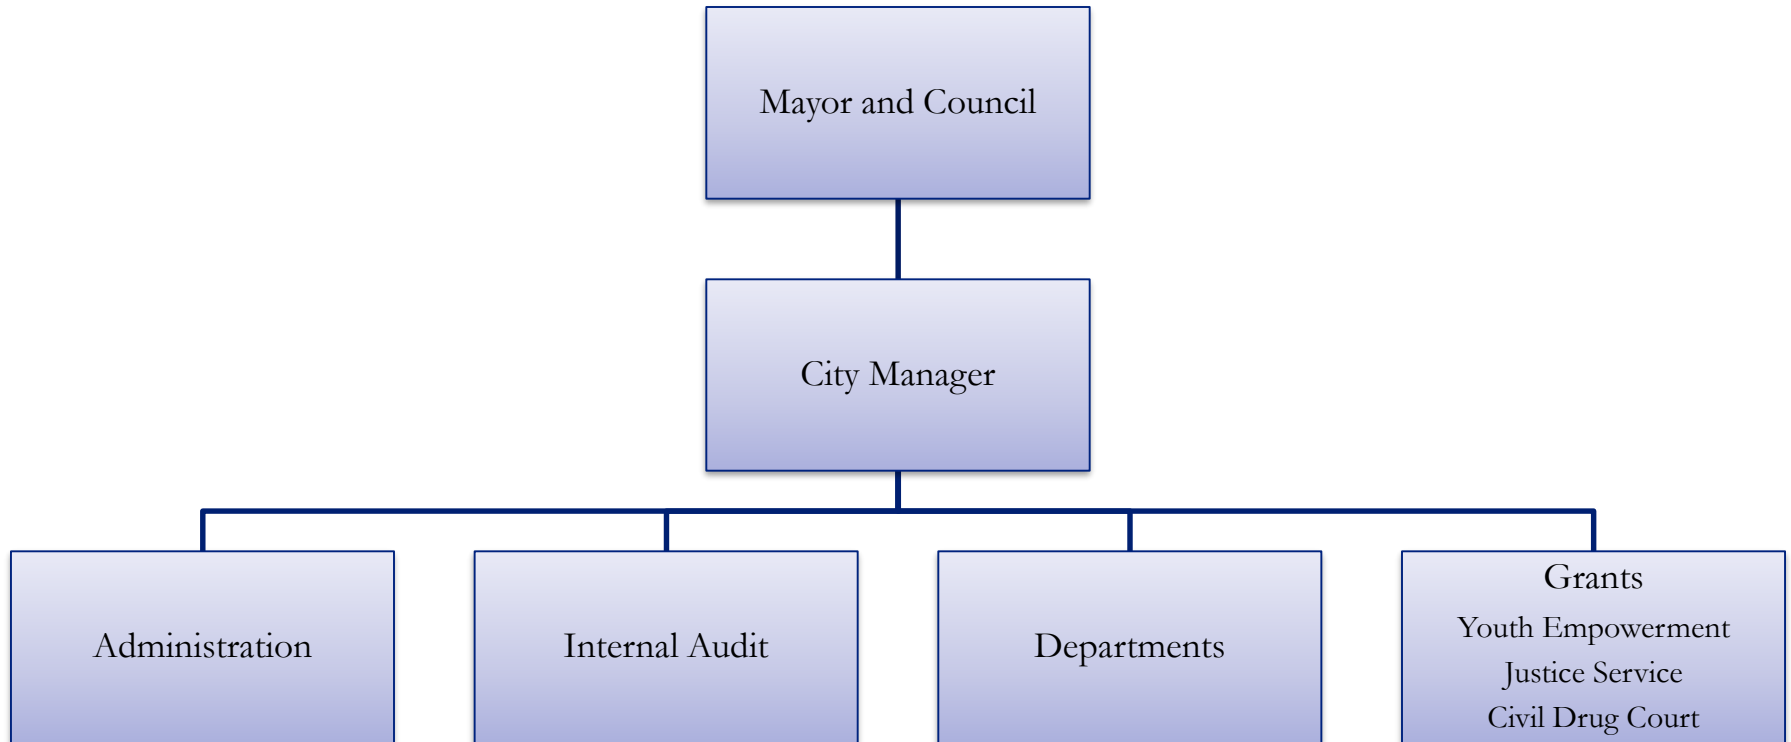 Mayor and Council
City Manager
Administration
Internal Audit
Departments
Grants
Youth Empowerment
Justice Service
Civil Drug Court